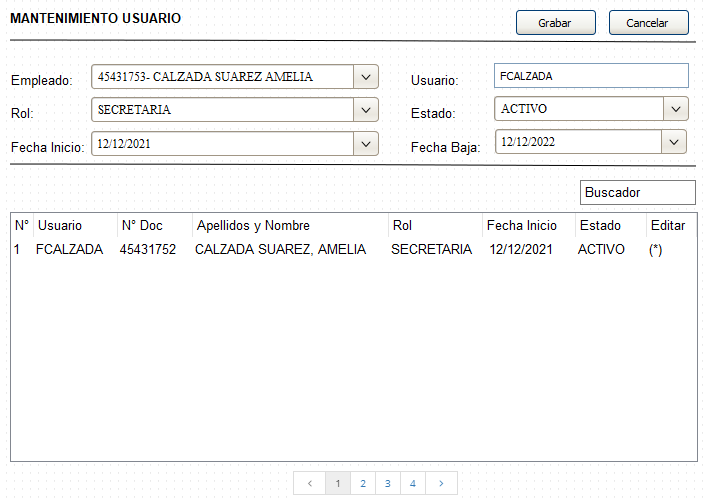 MANTENIMIENTO USUARIO Grabar Cancelar
Empleado: 45431753- CALZADA SUAREZ AMELIA Usuario: FCALZADA
Rol: SECRETARIA Estado: ACTIVO
Fecha Inicio: 12/12/2021 Fecha Baja: 12/12/2022
Buscador
N° Usuario N° Doc Apellidos y Nombre Rol Fecha Inicio Estado Editar
1 FCALZADA 45431752 CALZADA SUAREZ, AMELIA SECRETARIA 12/12/2021 ACTIVO (*)
‹ 1 2 3 4 ›